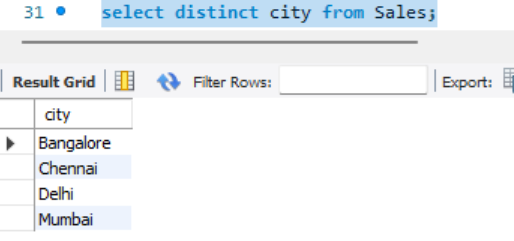 31 select distinct city from Sales;
Result Grid Filter Rows: Export:
city
Bangalore
Chennai
Delhi
Mumbai